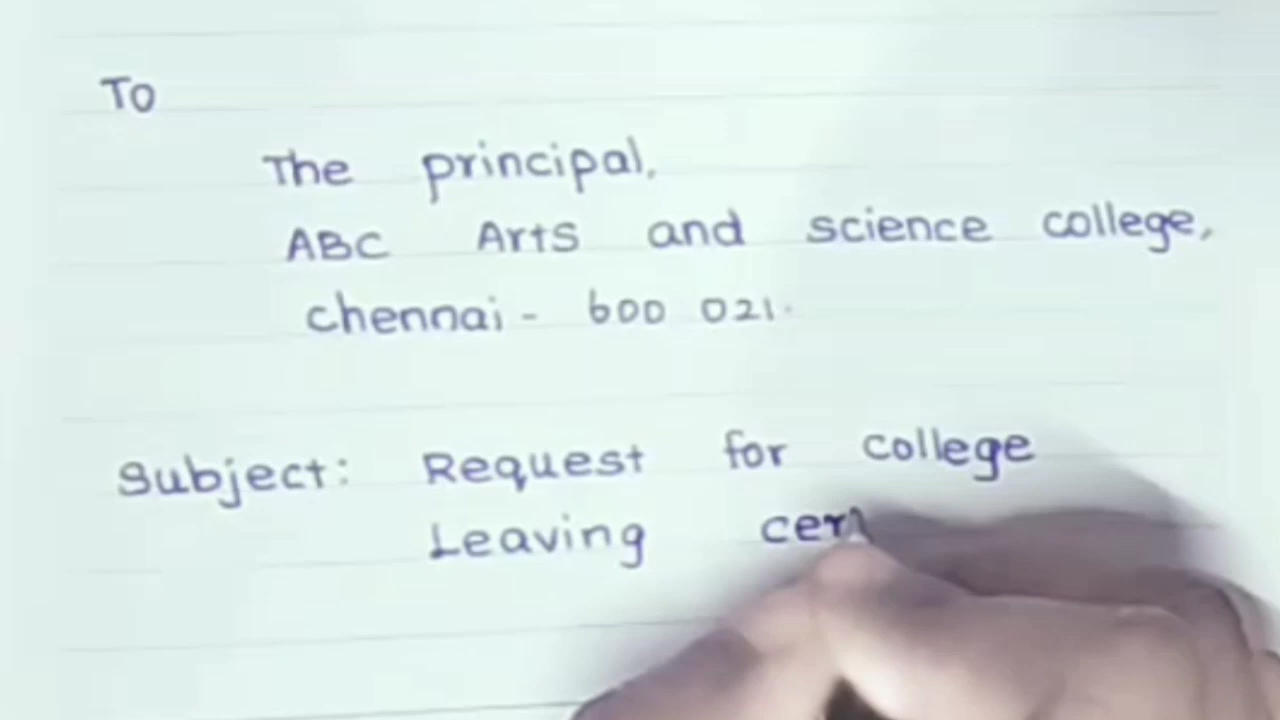 To
The principal,
ABC Arts and science college,
chennai - 600 021.
Subject: Request for college
Leaving